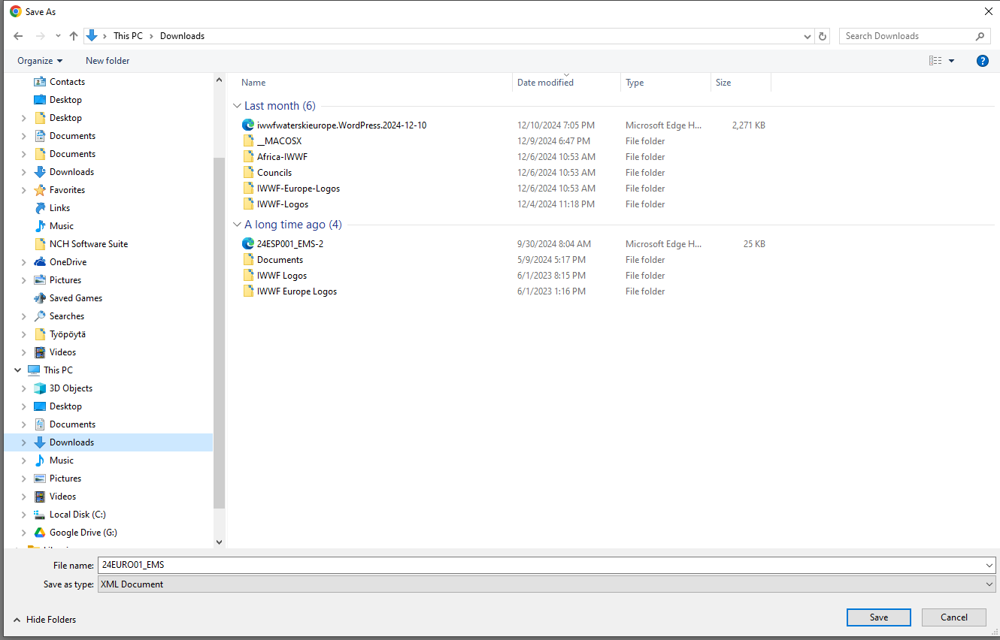 Save As
This PC > Downloads
Search Downloads
Organize
New folder
?
Name Date modified Type Size
Contacts
Desktop
Desktop
Documents
Documents
Downloads
Favorites
Links
Music
NCH Software Suite
OneDrive
Pictures
Saved Games
Searches
Työpöytä
Videos
This PC
3D Objects
Desktop
Documents
Downloads
Music
Pictures
Videos
Local Disk (C:)
Google Drive (G:)
Last month (6)
iwwfwaterskieurope.WordPress.2024-12-10 12/10/2024 7:05 PM Microsoft Edge H... 2,271 KB
__MACOSX 12/9/2024 6:47 PM File folder
Africa-IWWF 12/6/2024 10:53 AM File folder
Councils 12/6/2024 10:53 AM File folder
IWWF-Europe-Logos 12/6/2024 10:53 AM File folder
IWWF-Logos 12/4/2024 11:18 PM File folder
A long time ago (4)
24ESP001_EMS-2 9/30/2024 8:04 AM Microsoft Edge H... 25 KB
Documents 5/9/2024 5:17 PM File folder
IWWF Logos 6/1/2023 8:15 PM File folder
IWWF Europe Logos 6/1/2023 1:16 PM File folder
File name: 24EURO01_EMS
Save as type: XML Document
Hide Folders
Save
Cancel